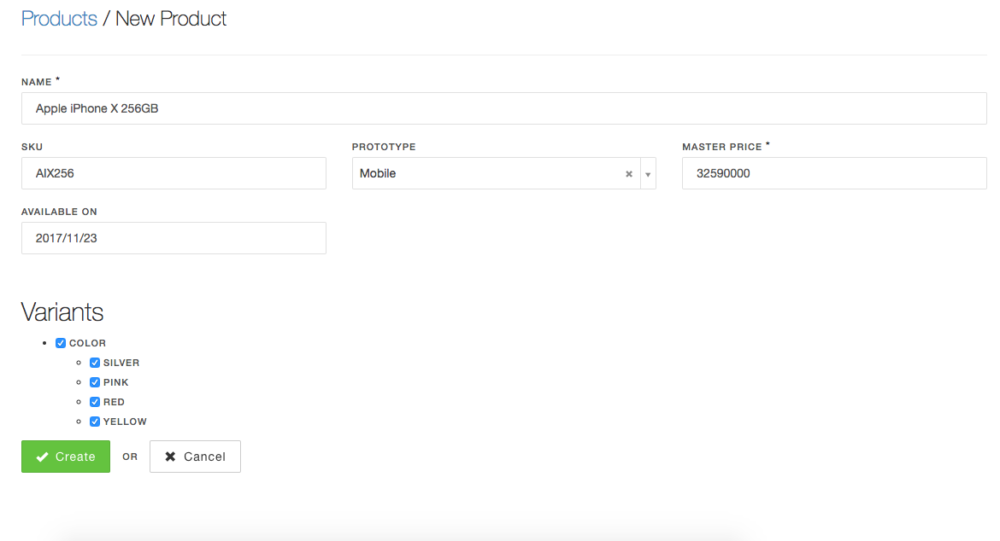 Products / New Product
NAME *
Apple iPhone X 256GB
SKU
PROTOTYPE
MASTER PRICE *
AIX256
Mobile
32590000
AVAILABLE ON
2017/11/23
Variants
COLOR
SILVER
PINK
RED
YELLOW
Create OR Cancel